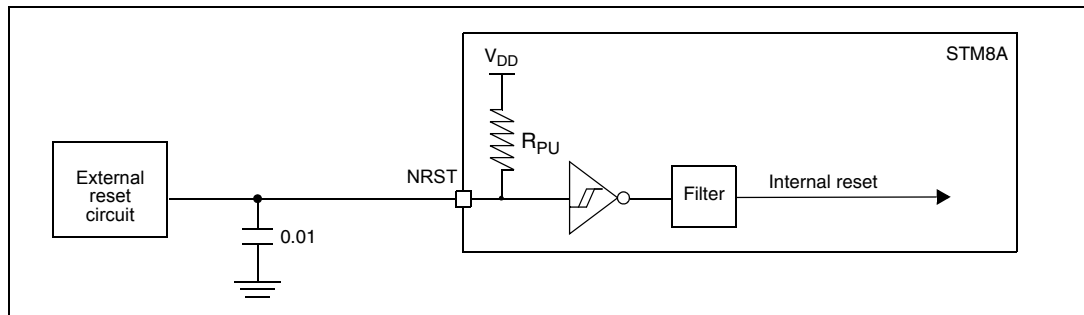 STM8A
VDD
RPU
NRST
External
reset
circuit
Filter
Internal reset
0.01